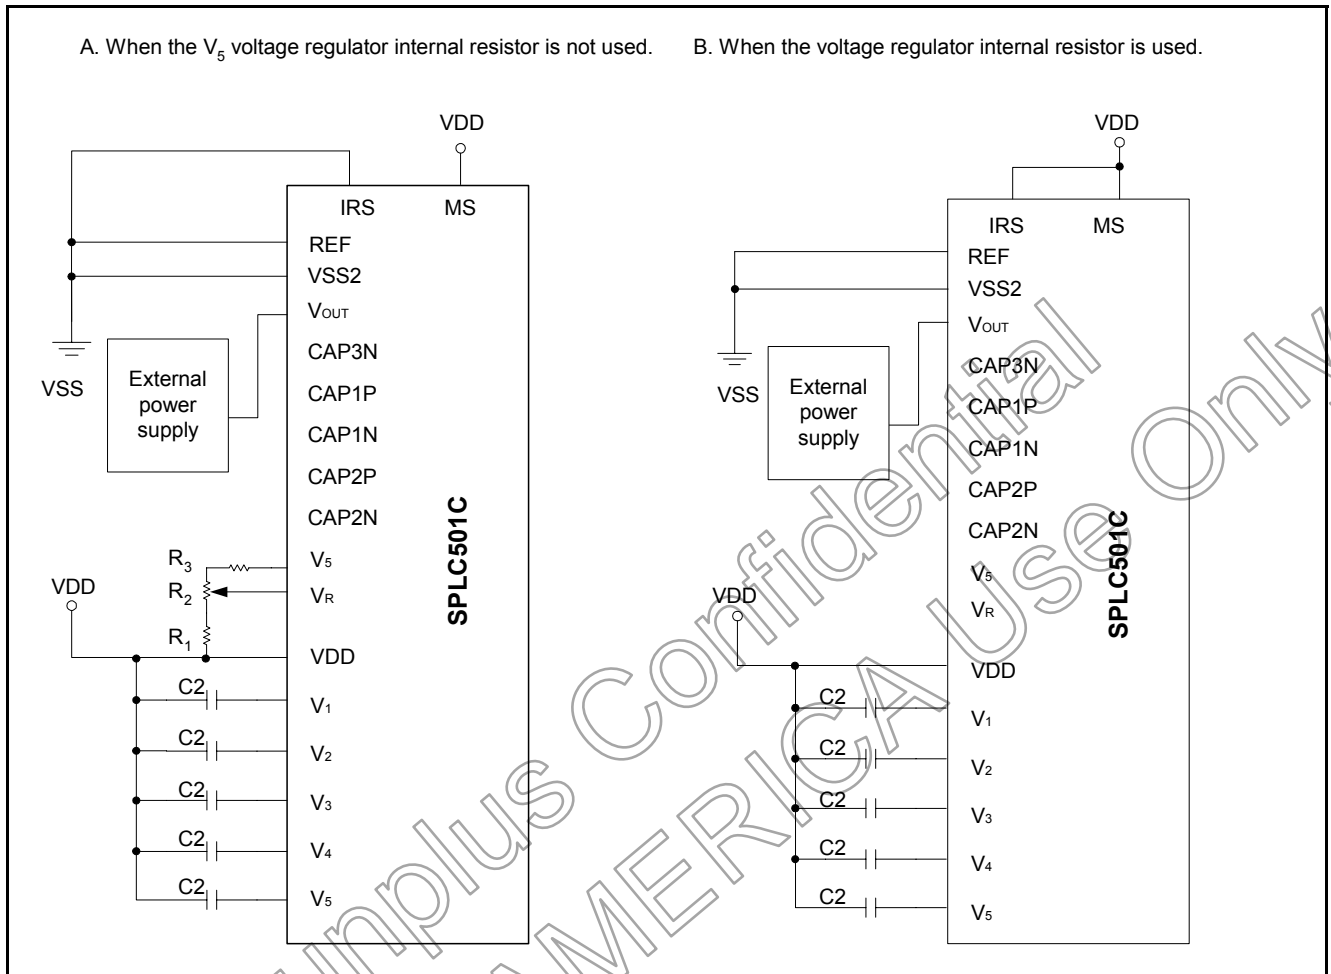 A. When the V5 voltage regulator internal resistor is not used.
B. When the voltage regulator internal resistor is used.
VDD
IRS MS
REF
VSS2
VOUT
CAP3N
CAP1P
CAP1N
CAP2P
CAP2N
V5
VR
VDD
V1
V2
V3
V4
V5
SPLC501C
VSS
External
power
supply
R3
R2
R1
VDD
C2
C2
C2
C2
C2
VDD
IRS MS
REF
VSS2
VOUT
CAP3N
CAP1P
CAP1N
CAP2P
CAP2N
V5
VR
VDD
V1
V2
V3
V4
V5
SPLC501C
VSS
External
power
supply
VDD
C2
C2
C2
C2
C2
unplus Confidential
AMERICA Use Only